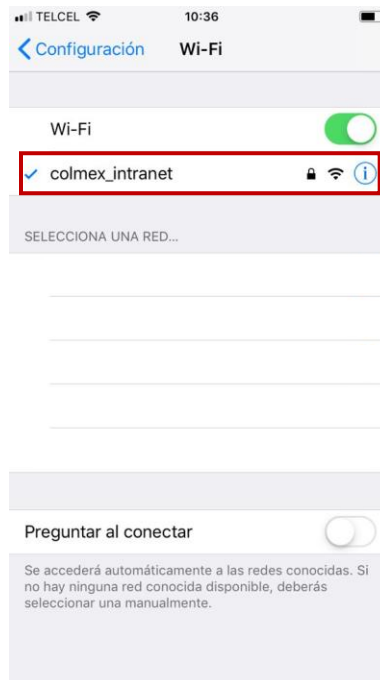 TELCEL 10:36
Configuración Wi-Fi
Wi-Fi
colmex_intranet
SELECCIONA UNA RED...
Preguntar al conectar
Se accederá automáticamente a las redes conocidas. Si
no hay ninguna red conocida disponible, deberás
seleccionar una manualmente.